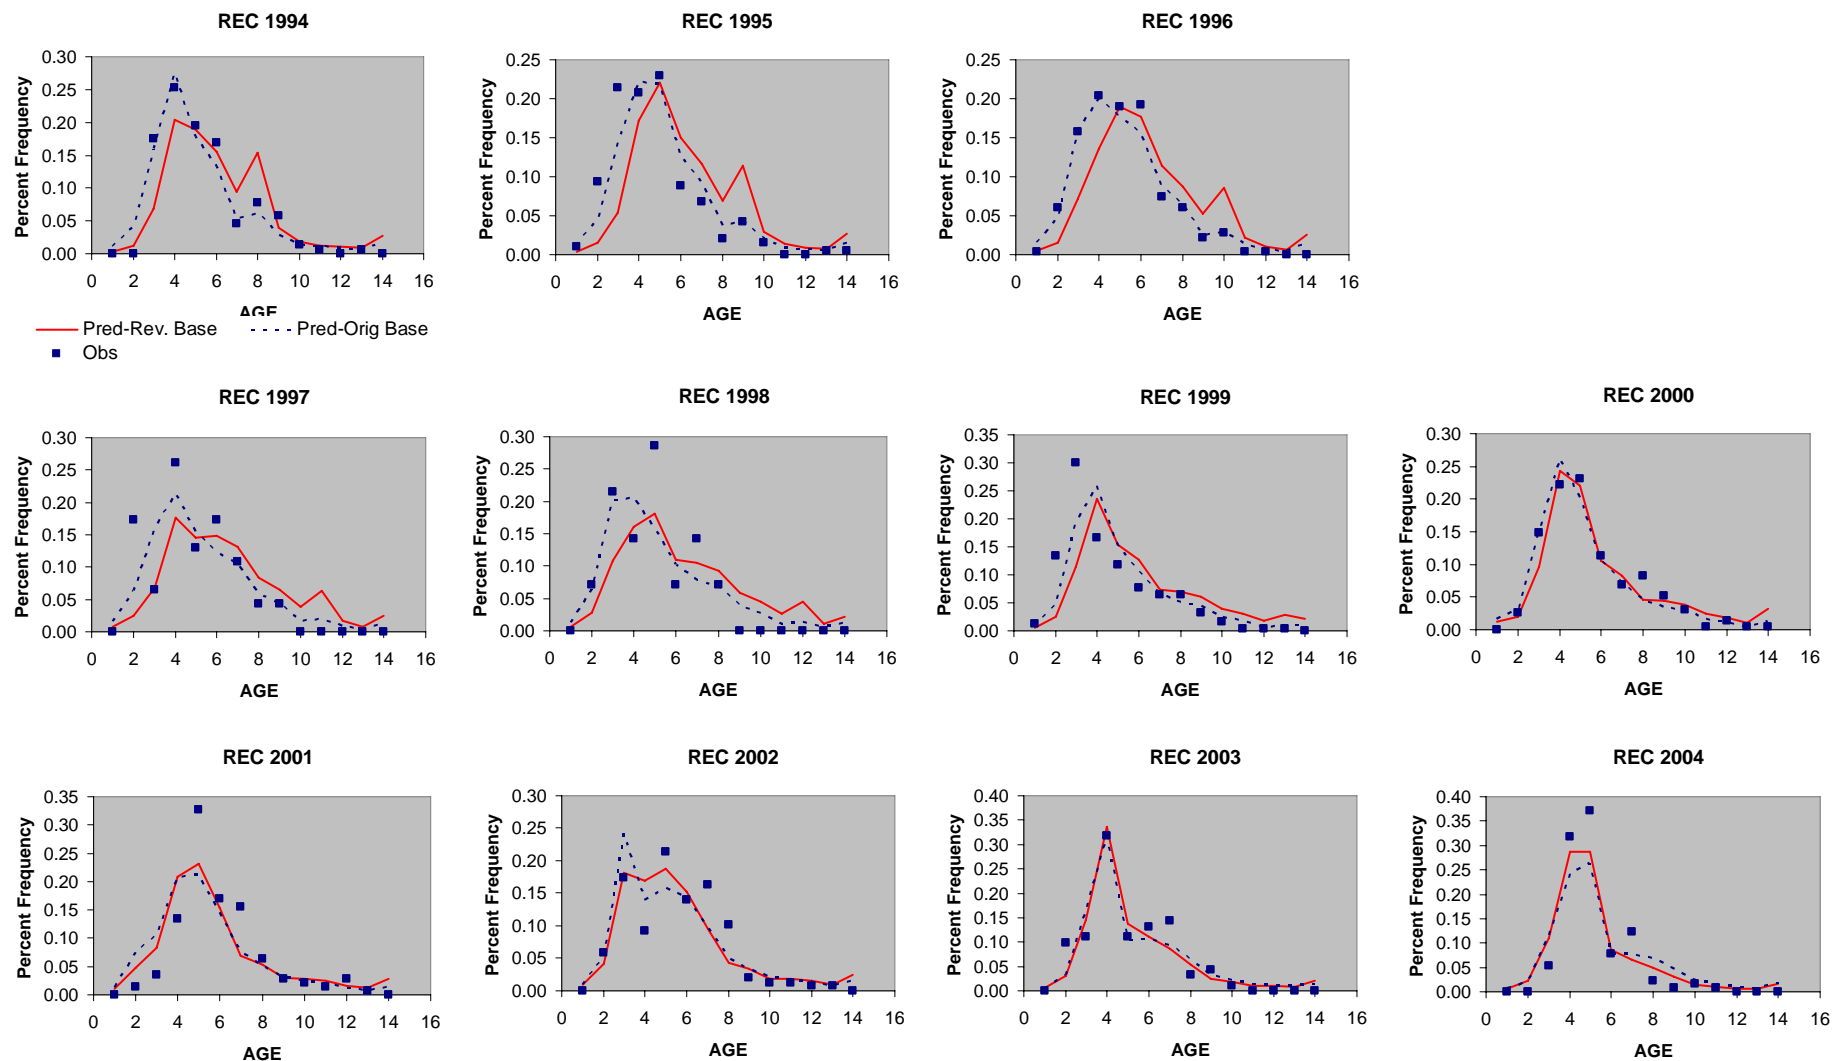 REC 1994
Percent Frequency
0.30
0.25
0.20
0.15
0.10
0.05
0.00
0 2 4 6 8 10 12 14 16
AGE
REC 1995
Percent Frequency
0.25
0.20
0.15
0.10
0.05
0.00
0 2 4 6 8 10 12 14 16
AGE
REC 1996
Percent Frequency
0.25
0.20
0.15
0.10
0.05
0.00
0 2 4 6 8 10 12 14 16
AGE
Pred-Rev. Base Pred-Orig Base
Obs
REC 1997
Percent Frequency
0.30
0.25
0.20
0.15
0.10
0.05
0.00
0 2 4 6 8 10 12 14 16
AGE
REC 1998
Percent Frequency
0.30
0.25
0.20
0.15
0.10
0.05
0.00
0 2 4 6 8 10 12 14 16
AGE
REC 1999
Percent Frequency
0.35
0.30
0.25
0.20
0.15
0.10
0.05
0.00
0 2 4 6 8 10 12 14 16
AGE
REC 2000
Percent Frequency
0.30
0.25
0.20
0.15
0.10
0.05
0.00
0 2 4 6 8 10 12 14 16
AGE
REC 2001
Percent Frequency
0.35
0.30
0.25
0.20
0.15
0.10
0.05
0.00
0 2 4 6 8 10 12 14 16
AGE
REC 2002
Percent Frequency
0.30
0.25
0.20
0.15
0.10
0.05
0.00
0 2 4 6 8 10 12 14 16
AGE
REC 2003
Percent Frequency
0.40
0.35
0.30
0.25
0.20
0.15
0.10
0.05
0.00
0 2 4 6 8 10 12 14 16
AGE
REC 2004
Percent Frequency
0.40
0.35
0.30
0.25
0.20
0.15
0.10
0.05
0.00
0 2 4 6 8 10 12 14 16
AGE